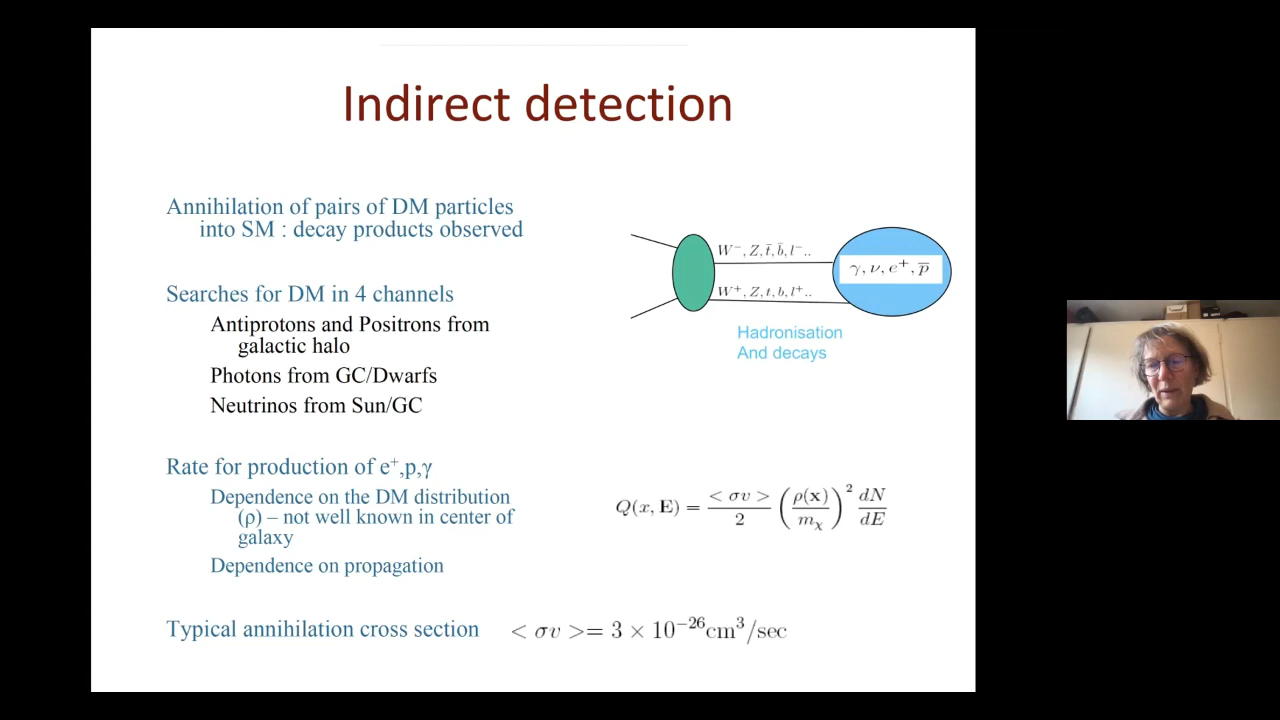 Indirect detection
Annihilation of pairs of DM particles
into SM : decay products observed
Searches for DM in 4 channels
Antiprotons and Positrons from
galactic halo
Photons from GC/Dwarfs
Neutrinos from Sun/GC
W⁻, Z, t̄, b̄, l⁻..
W⁺, Z, t, b, l⁺..
γ, ν, e⁺, p̄
Hadronisation
And decays
Rate for production of e⁺,p,γ
Dependence on the DM distribution
(ρ) – not well known in center of
galaxy
Dependence on propagation
Q(x, E) = <σv>/2 (ρ(x)/mχ)² dN/dE
Typical annihilation cross section <σv>= 3 × 10⁻²⁶cm³/sec